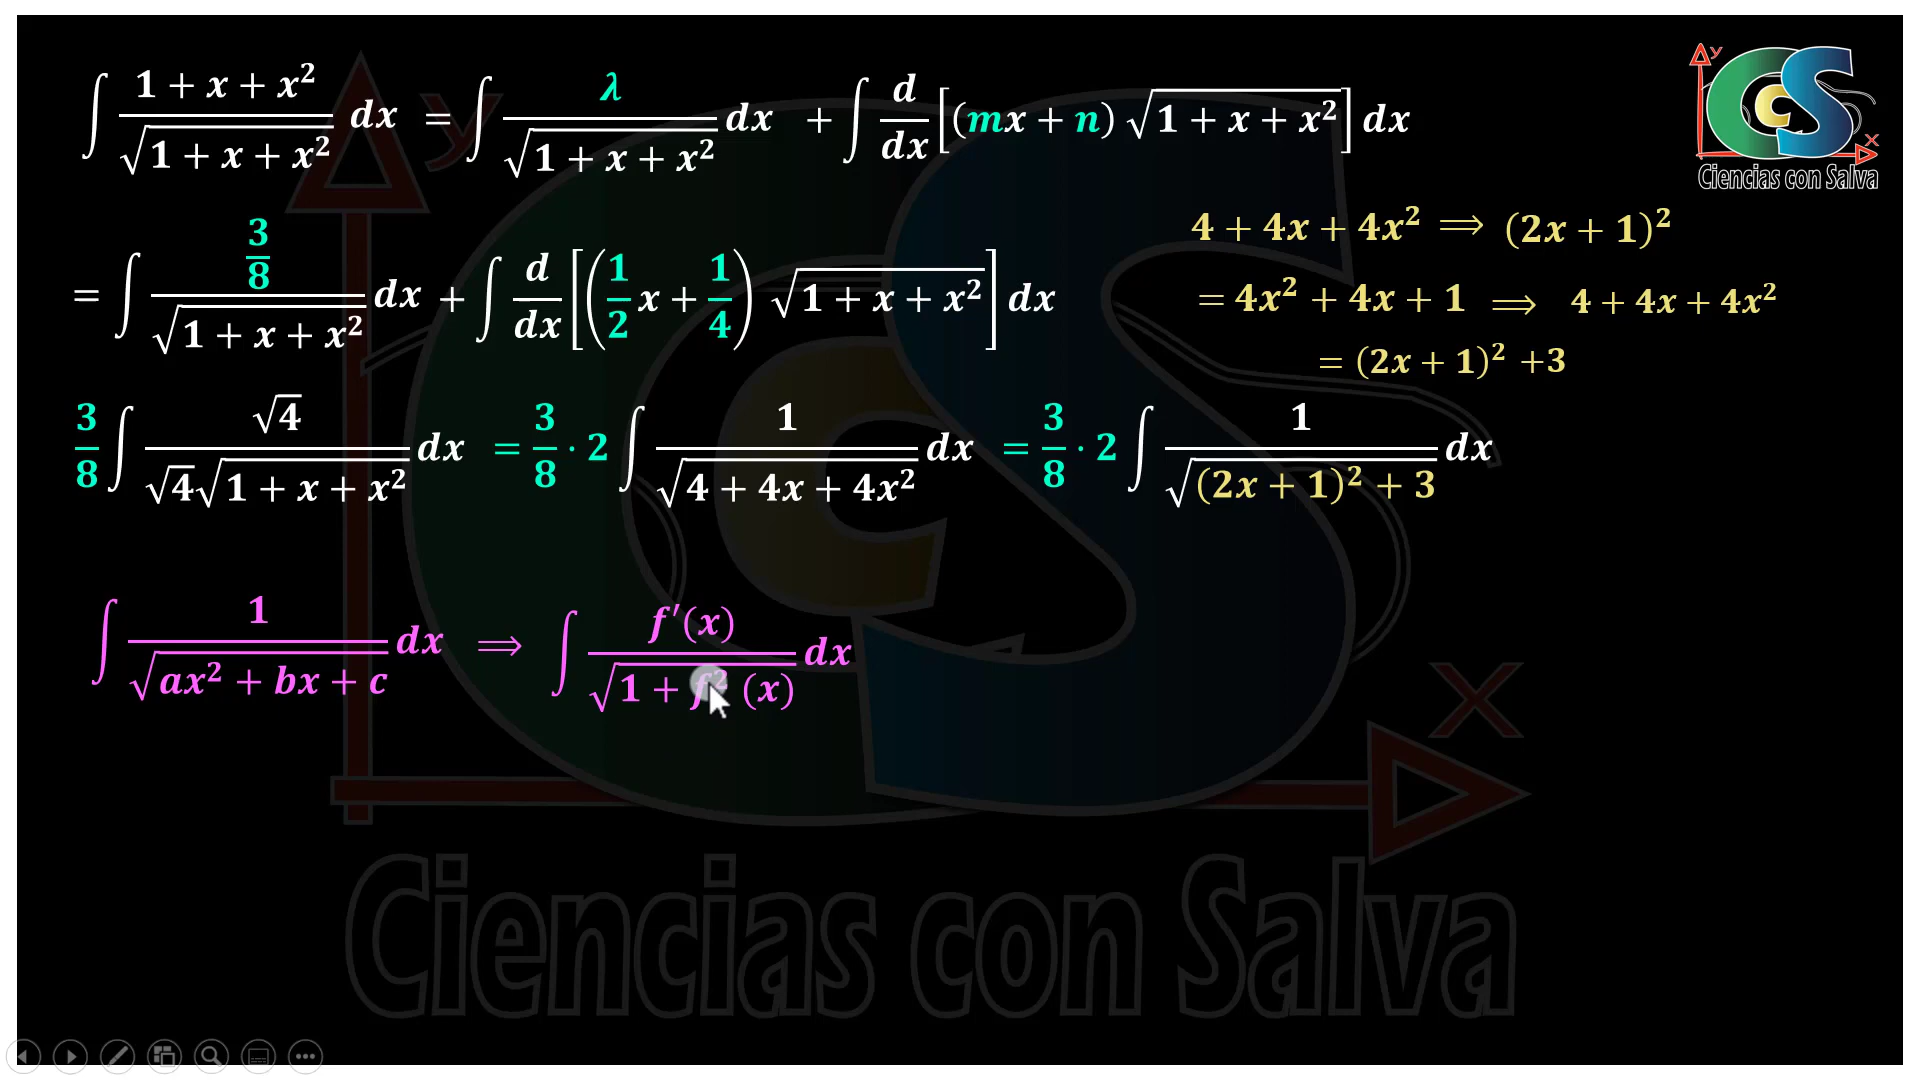 ∫ (1 + x + x²)/√(1 + x + x²) dx = ∫ λ/√(1 + x + x²) dx + ∫ d/dx [(mx + n) √(1 + x + x²)] dx
y
x
Ciencias con Salva
= ∫ (3/8)/√(1 + x + x²) dx + ∫ d/dx [(1/2 x + 1/4) √(1 + x + x²)] dx
4 + 4x + 4x² ⟹ (2x + 1)²
= 4x² + 4x + 1 ⟹ 4 + 4x + 4x²
= (2x + 1)² +3
3/8 ∫ √4/(√4√(1 + x + x²)) dx = 3/8 · 2 ∫ 1/√(4 + 4x + 4x²) dx = 3/8 · 2 ∫ 1/√((2x + 1)² + 3) dx
∫ 1/√(ax² + bx + c) dx ⟹ ∫ f′(x)/√(1 + f² (x)) dx
y
x
Ciencias con Salva